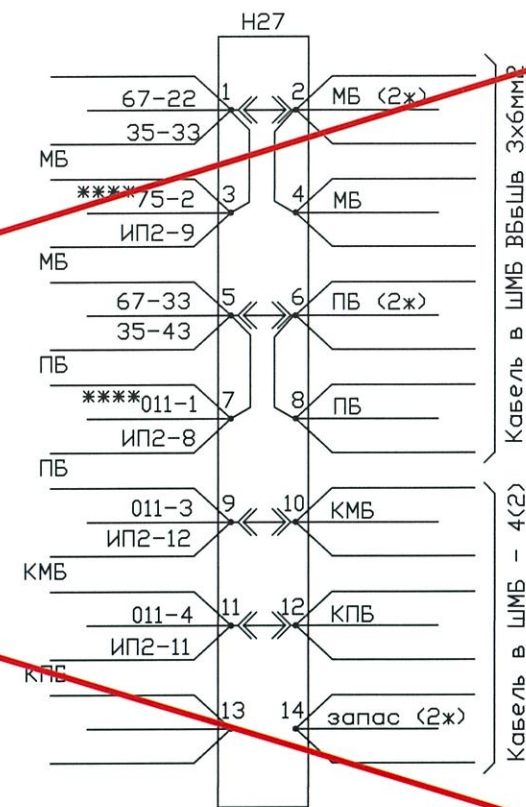 Н27
1 2
67-22 МБ (2ж)
35-33
МБ
3 4
****75-2 МБ
ИП2-9
МБ
5 6
67-33 ПБ (2ж)
35-43
ПБ
7 8
****011-1 ПБ
ИП2-8
ПБ
9 10
011-3 КМБ
ИП2-12
КМБ
11 12
011-4 КПБ
ИП2-11
КПБ
13 14
запас (2ж)
Кабель в ШМБ ВБбШв 3х6мм2
Кабель в ШМБ - 4(2)